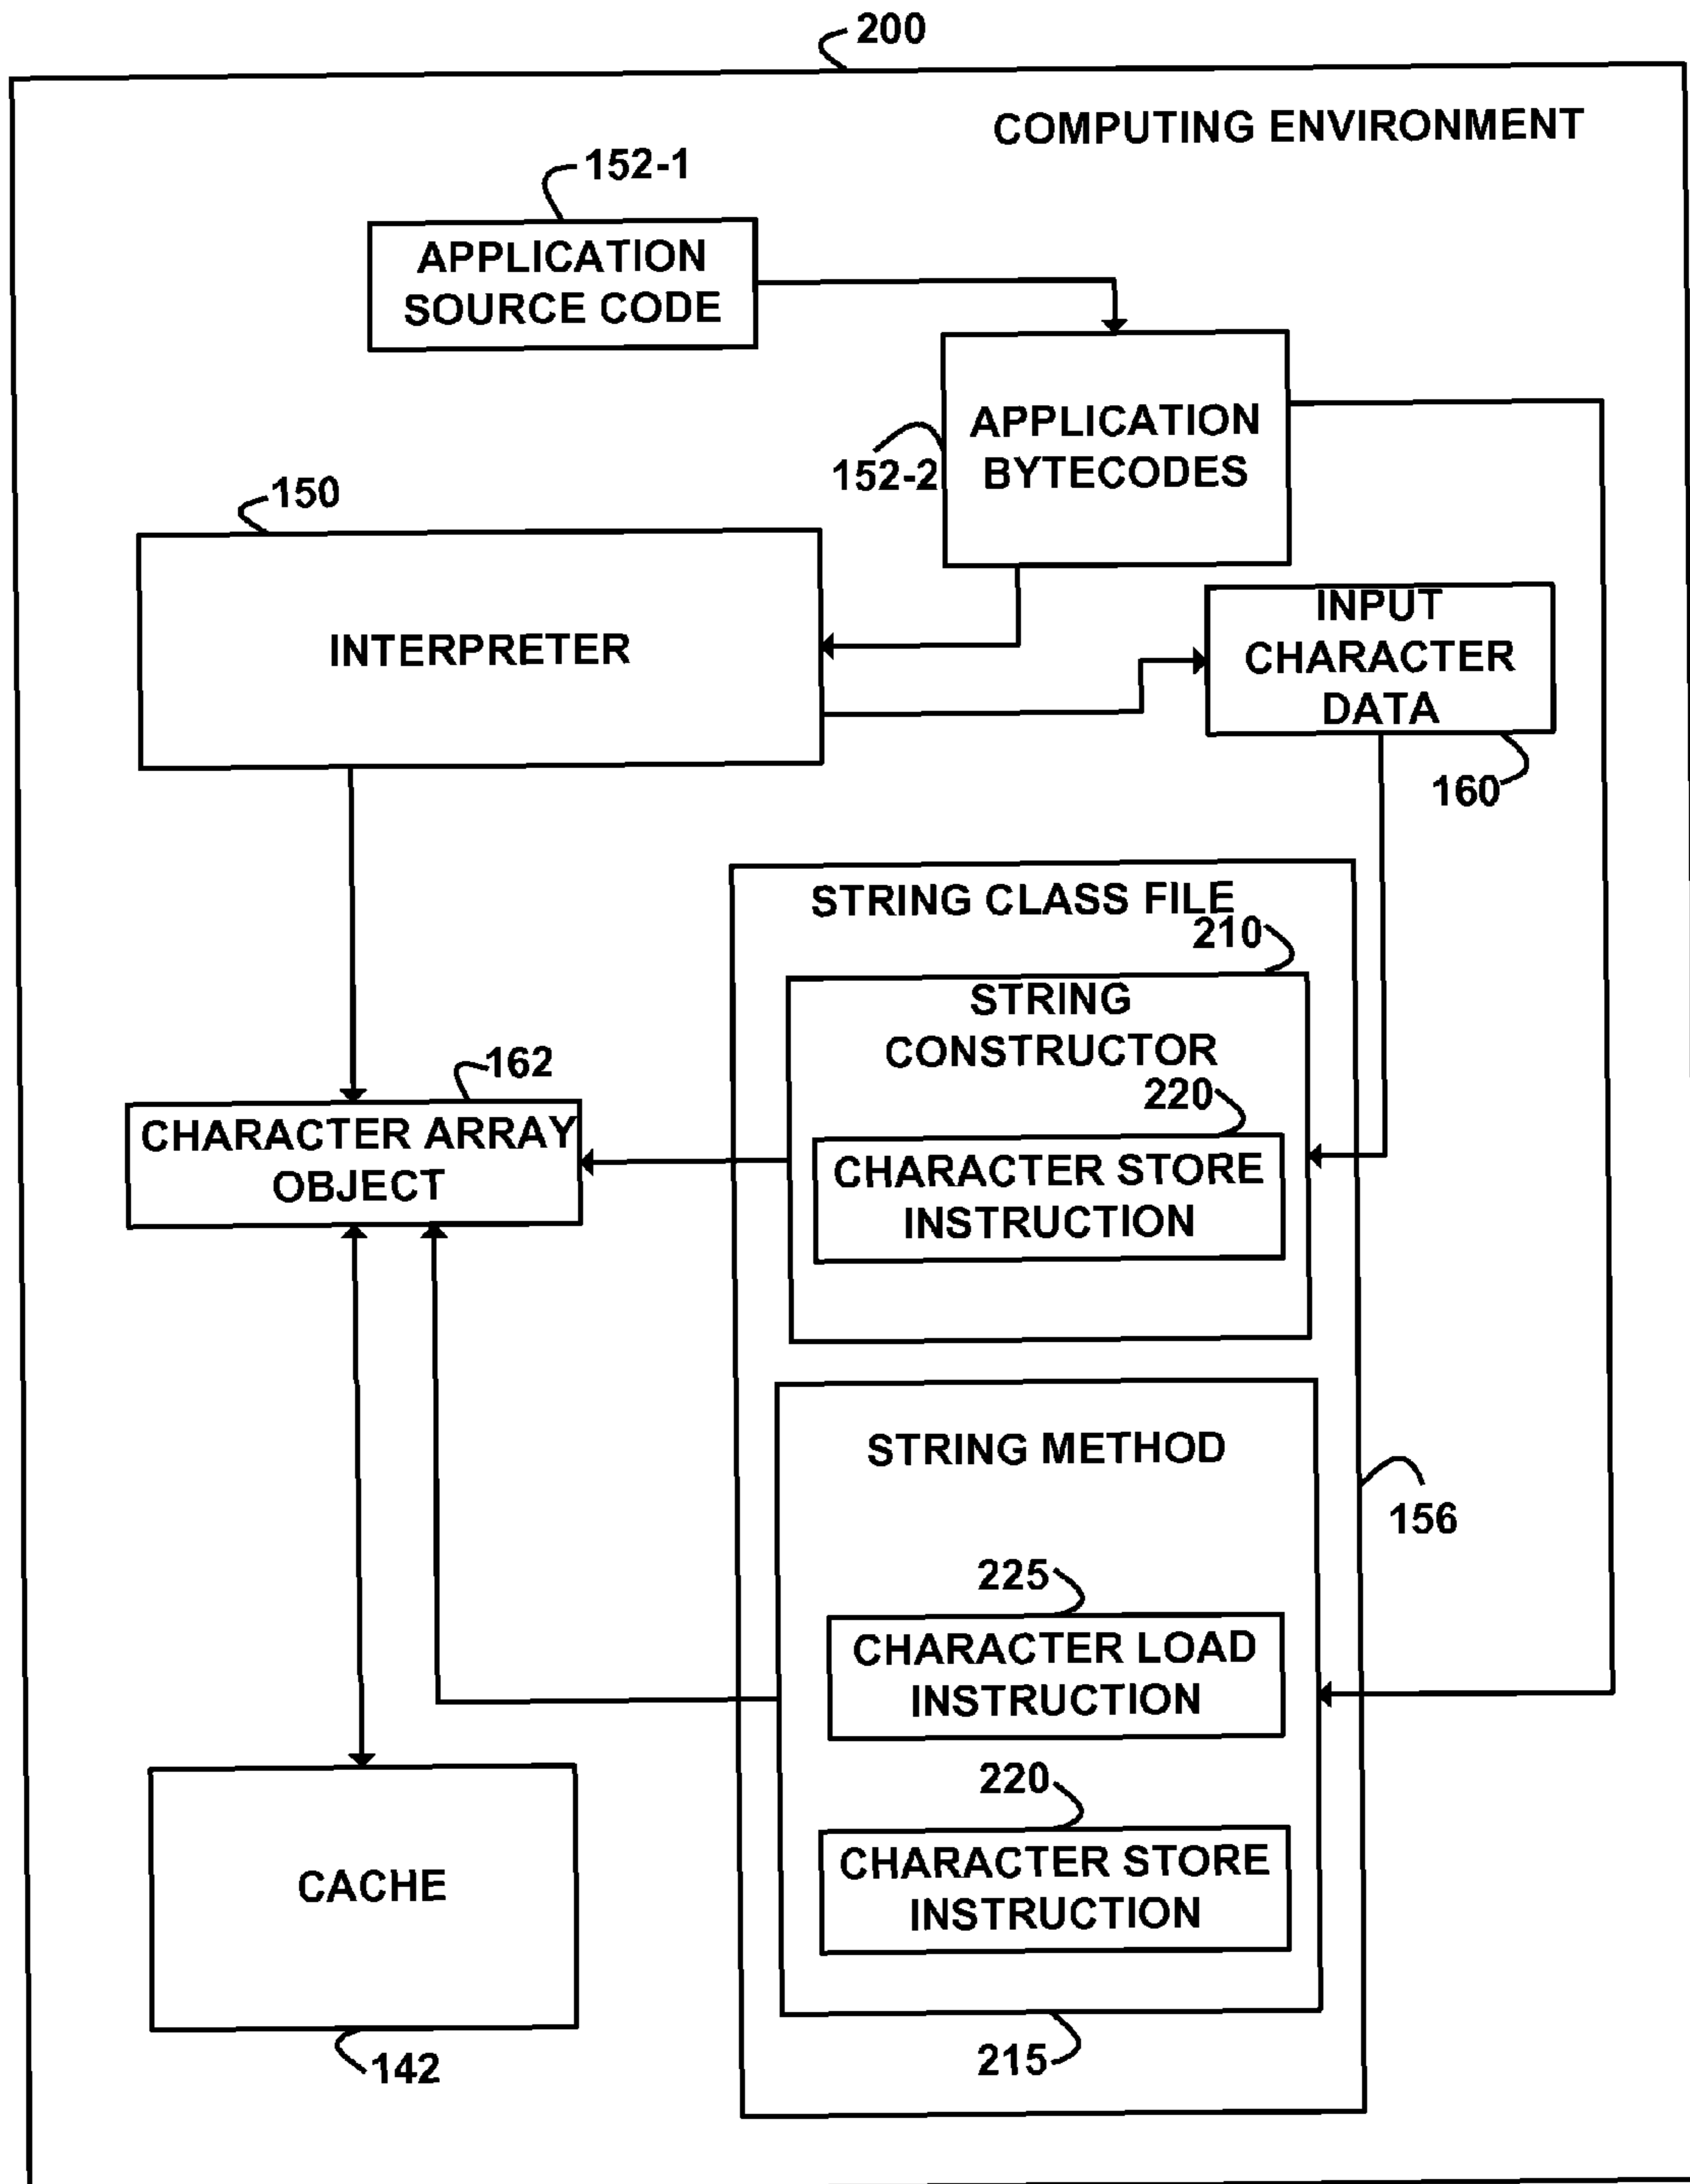 200
COMPUTING ENVIRONMENT
152-1
APPLICATION
SOURCE CODE
APPLICATION
BYTECODES
152-2
150
INTERPRETER
INPUT
CHARACTER
DATA
160
STRING CLASS FILE
210
STRING
CONSTRUCTOR
220
CHARACTER STORE
INSTRUCTION
162
CHARACTER ARRAY
OBJECT
STRING METHOD
156
225
CHARACTER LOAD
INSTRUCTION
220
CHARACTER STORE
INSTRUCTION
CACHE
215
142